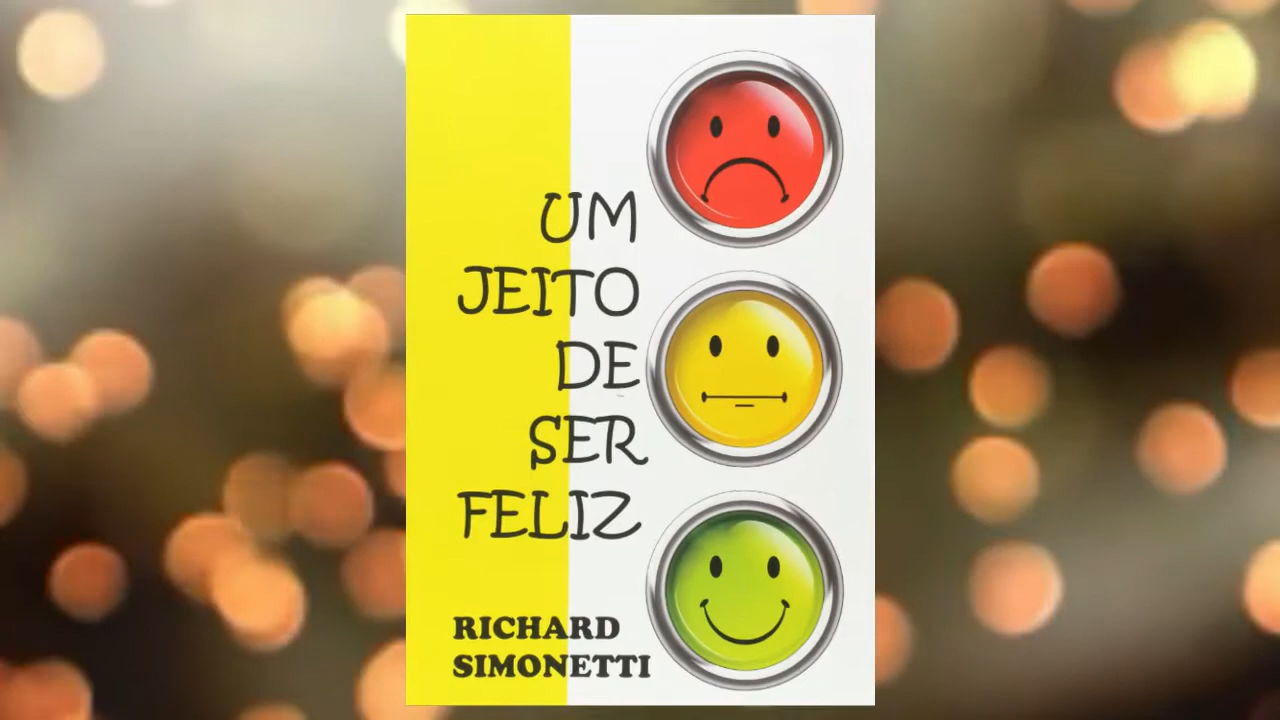 UM
JEITO
DE
SER
FELIZ
RICHARD
SIMONETTI